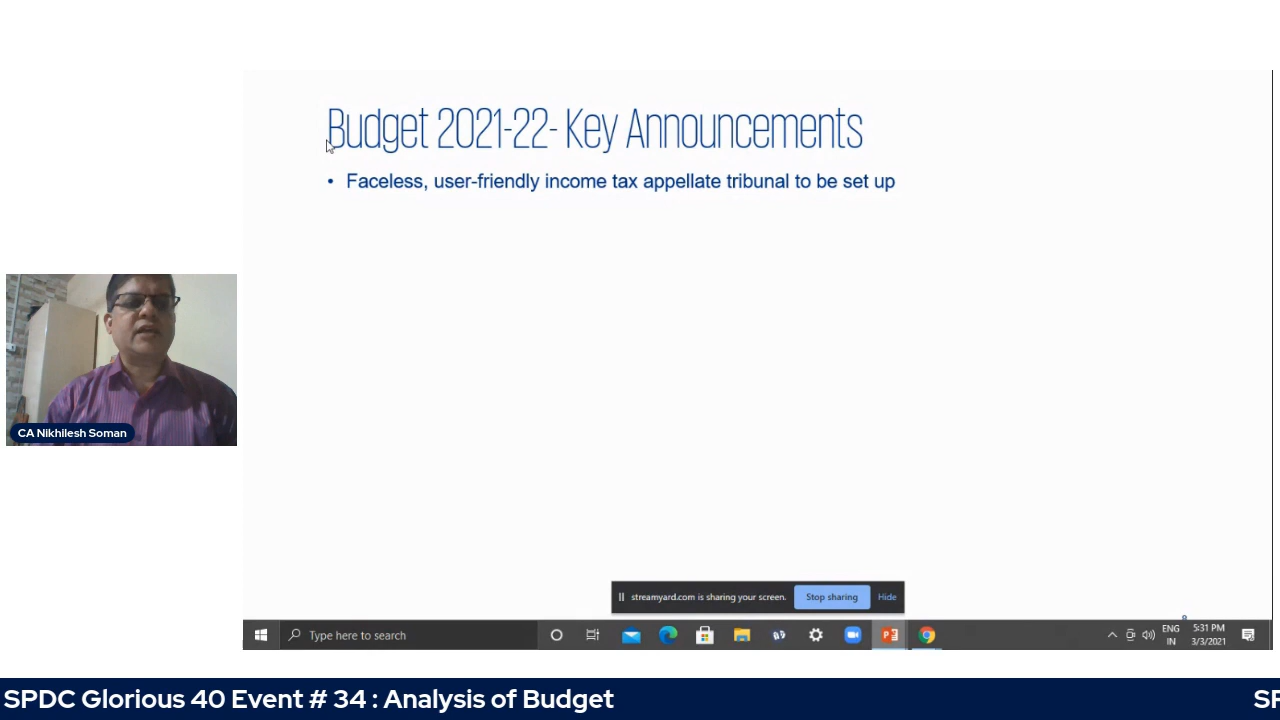 Budget 2021-22- Key Announcements
• Faceless, user-friendly income tax appellate tribunal to be set up
CA Nikhilesh Soman
streamyard.com is sharing your screen.
Stop sharing
Hide
Type here to search
ENG
IN
5:31 PM
3/3/2021
SPDC Glorious 40 Event # 34 : Analysis of Budget
SP